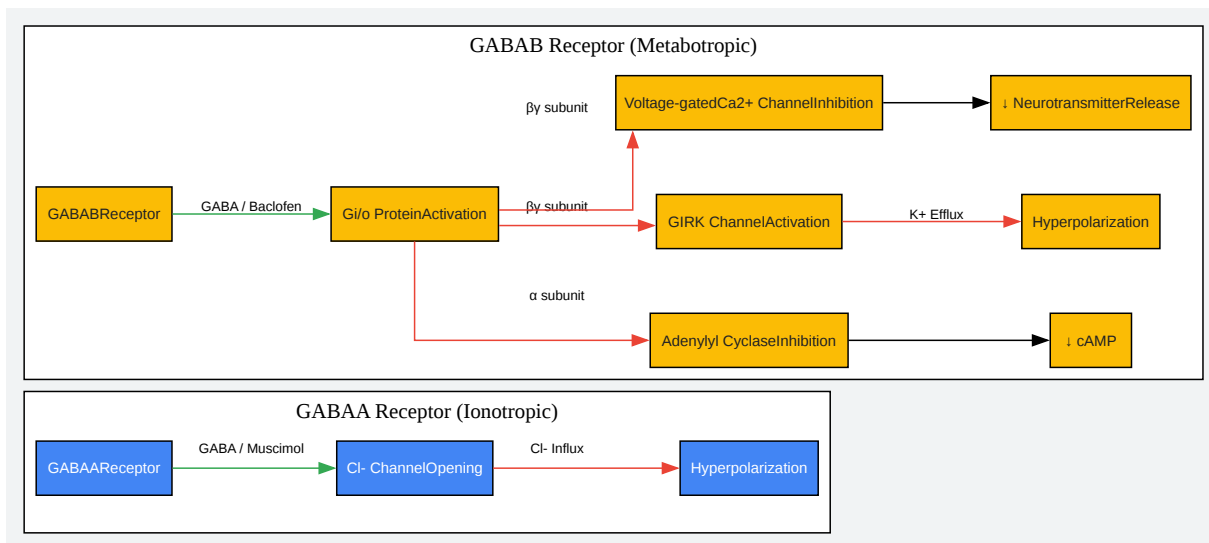 GABAB Receptor (Metabotropic)
βγ subunit
Voltage-gatedCa2+ ChannelInhibition
↓ NeurotransmitterRelease
GABABReceptor
GABA / Baclofen
Gi/o ProteinActivation
βγ subunit
GIRK ChannelActivation
K+ Efflux
Hyperpolarization
α subunit
Adenylyl CyclaseInhibition
↓ cAMP
GABAA Receptor (Ionotropic)
GABAAReceptor
GABA / Muscimol
Cl- ChannelOpening
Cl- Influx
Hyperpolarization